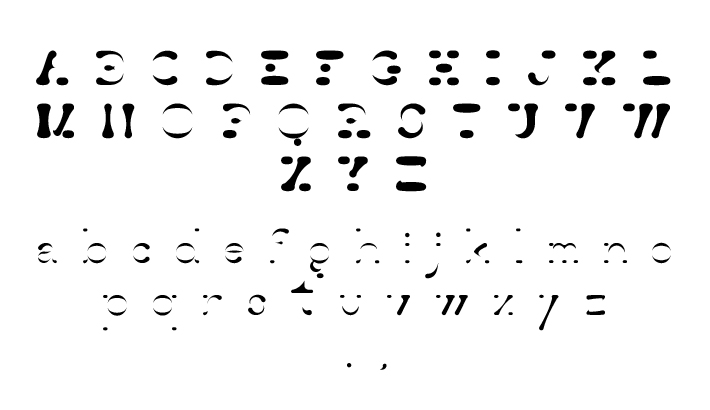 A B C D E F G H I J K L
M N O P Q R S T U V W
X Y Z
a b c d e f g h i j k l m n o
p q r s t u v w x y z
. ,